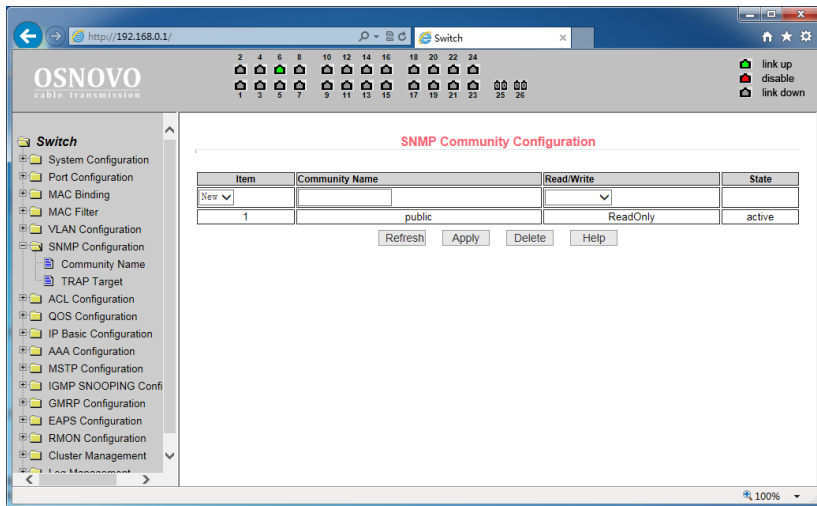 http://192.168.0.1/
Switch
2 4 6 8 10 12 14 16 18 20 22 24
1 3 5 7 9 11 13 15 17 19 21 23 25 26
OSNOVO
cable transmission
link up
disable
link down
Switch
System Configuration
Port Configuration
MAC Binding
MAC Filter
VLAN Configuration
SNMP Configuration
Community Name
TRAP Target
ACL Configuration
QOS Configuration
IP Basic Configuration
AAA Configuration
MSTP Configuration
IGMP SNOOPING Confi
GMRP Configuration
EAPS Configuration
RMON Configuration
Cluster Management
Log Management
SNMP Community Configuration
Item Community Name Read/Write State
New
1 public ReadOnly active
Refresh Apply Delete Help
100%